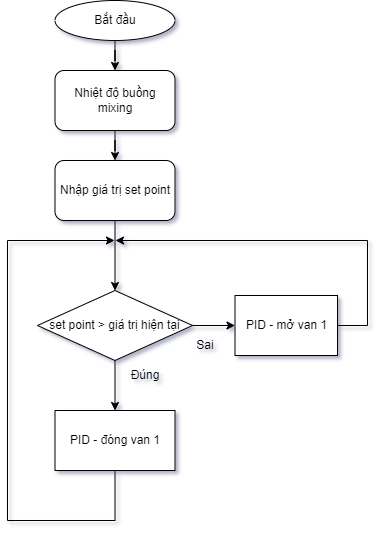 Bắt đầu
Nhiệt độ buồng
mixing
Nhập giá trị set point
set point > giá trị hiện tai
PID - mở van 1
Sai
Đúng
PID - đóng van 1